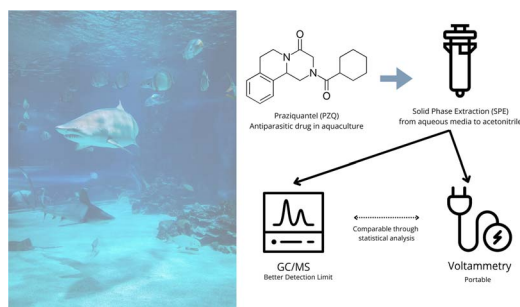 O
N
N
O
Praziquantel (PZQ)
Antiparasitic drug in aquaculture
Solid Phase Extraction (SPE)
from aqueous media to acetonitrile
Comparable through
statistical analysis
GC/MS
Better Detection Limit
Voltammetry
Portable